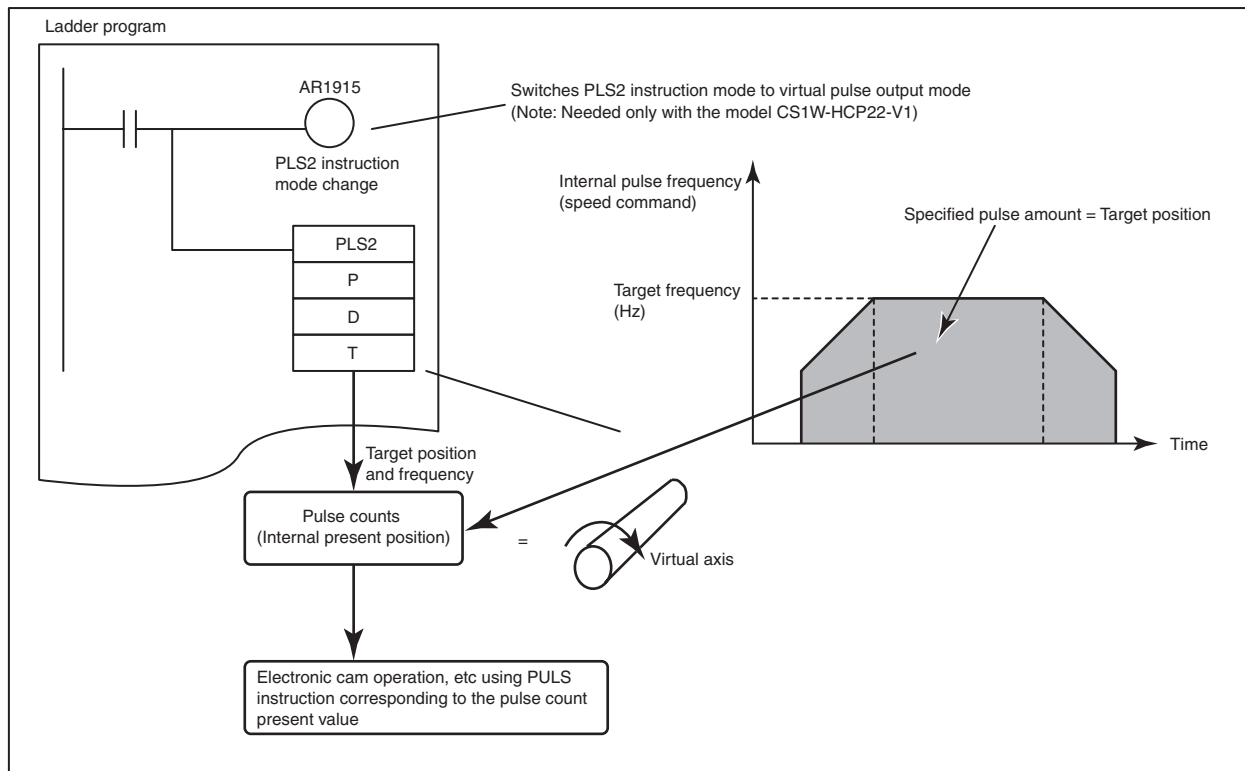 Ladder program
AR1915
PLS2 instruction
mode change
Switches PLS2 instruction mode to virtual pulse output mode
(Note: Needed only with the model CS1W-HCP22-V1)
PLS2
P
D
T
Internal pulse frequency
(speed command)
Specified pulse amount = Target position
Target frequency
(Hz)
Time
Target position
and frequency
Pulse counts
(Internal present position)
=
Virtual axis
Electronic cam operation, etc using PULS
instruction corresponding to the pulse count
present value